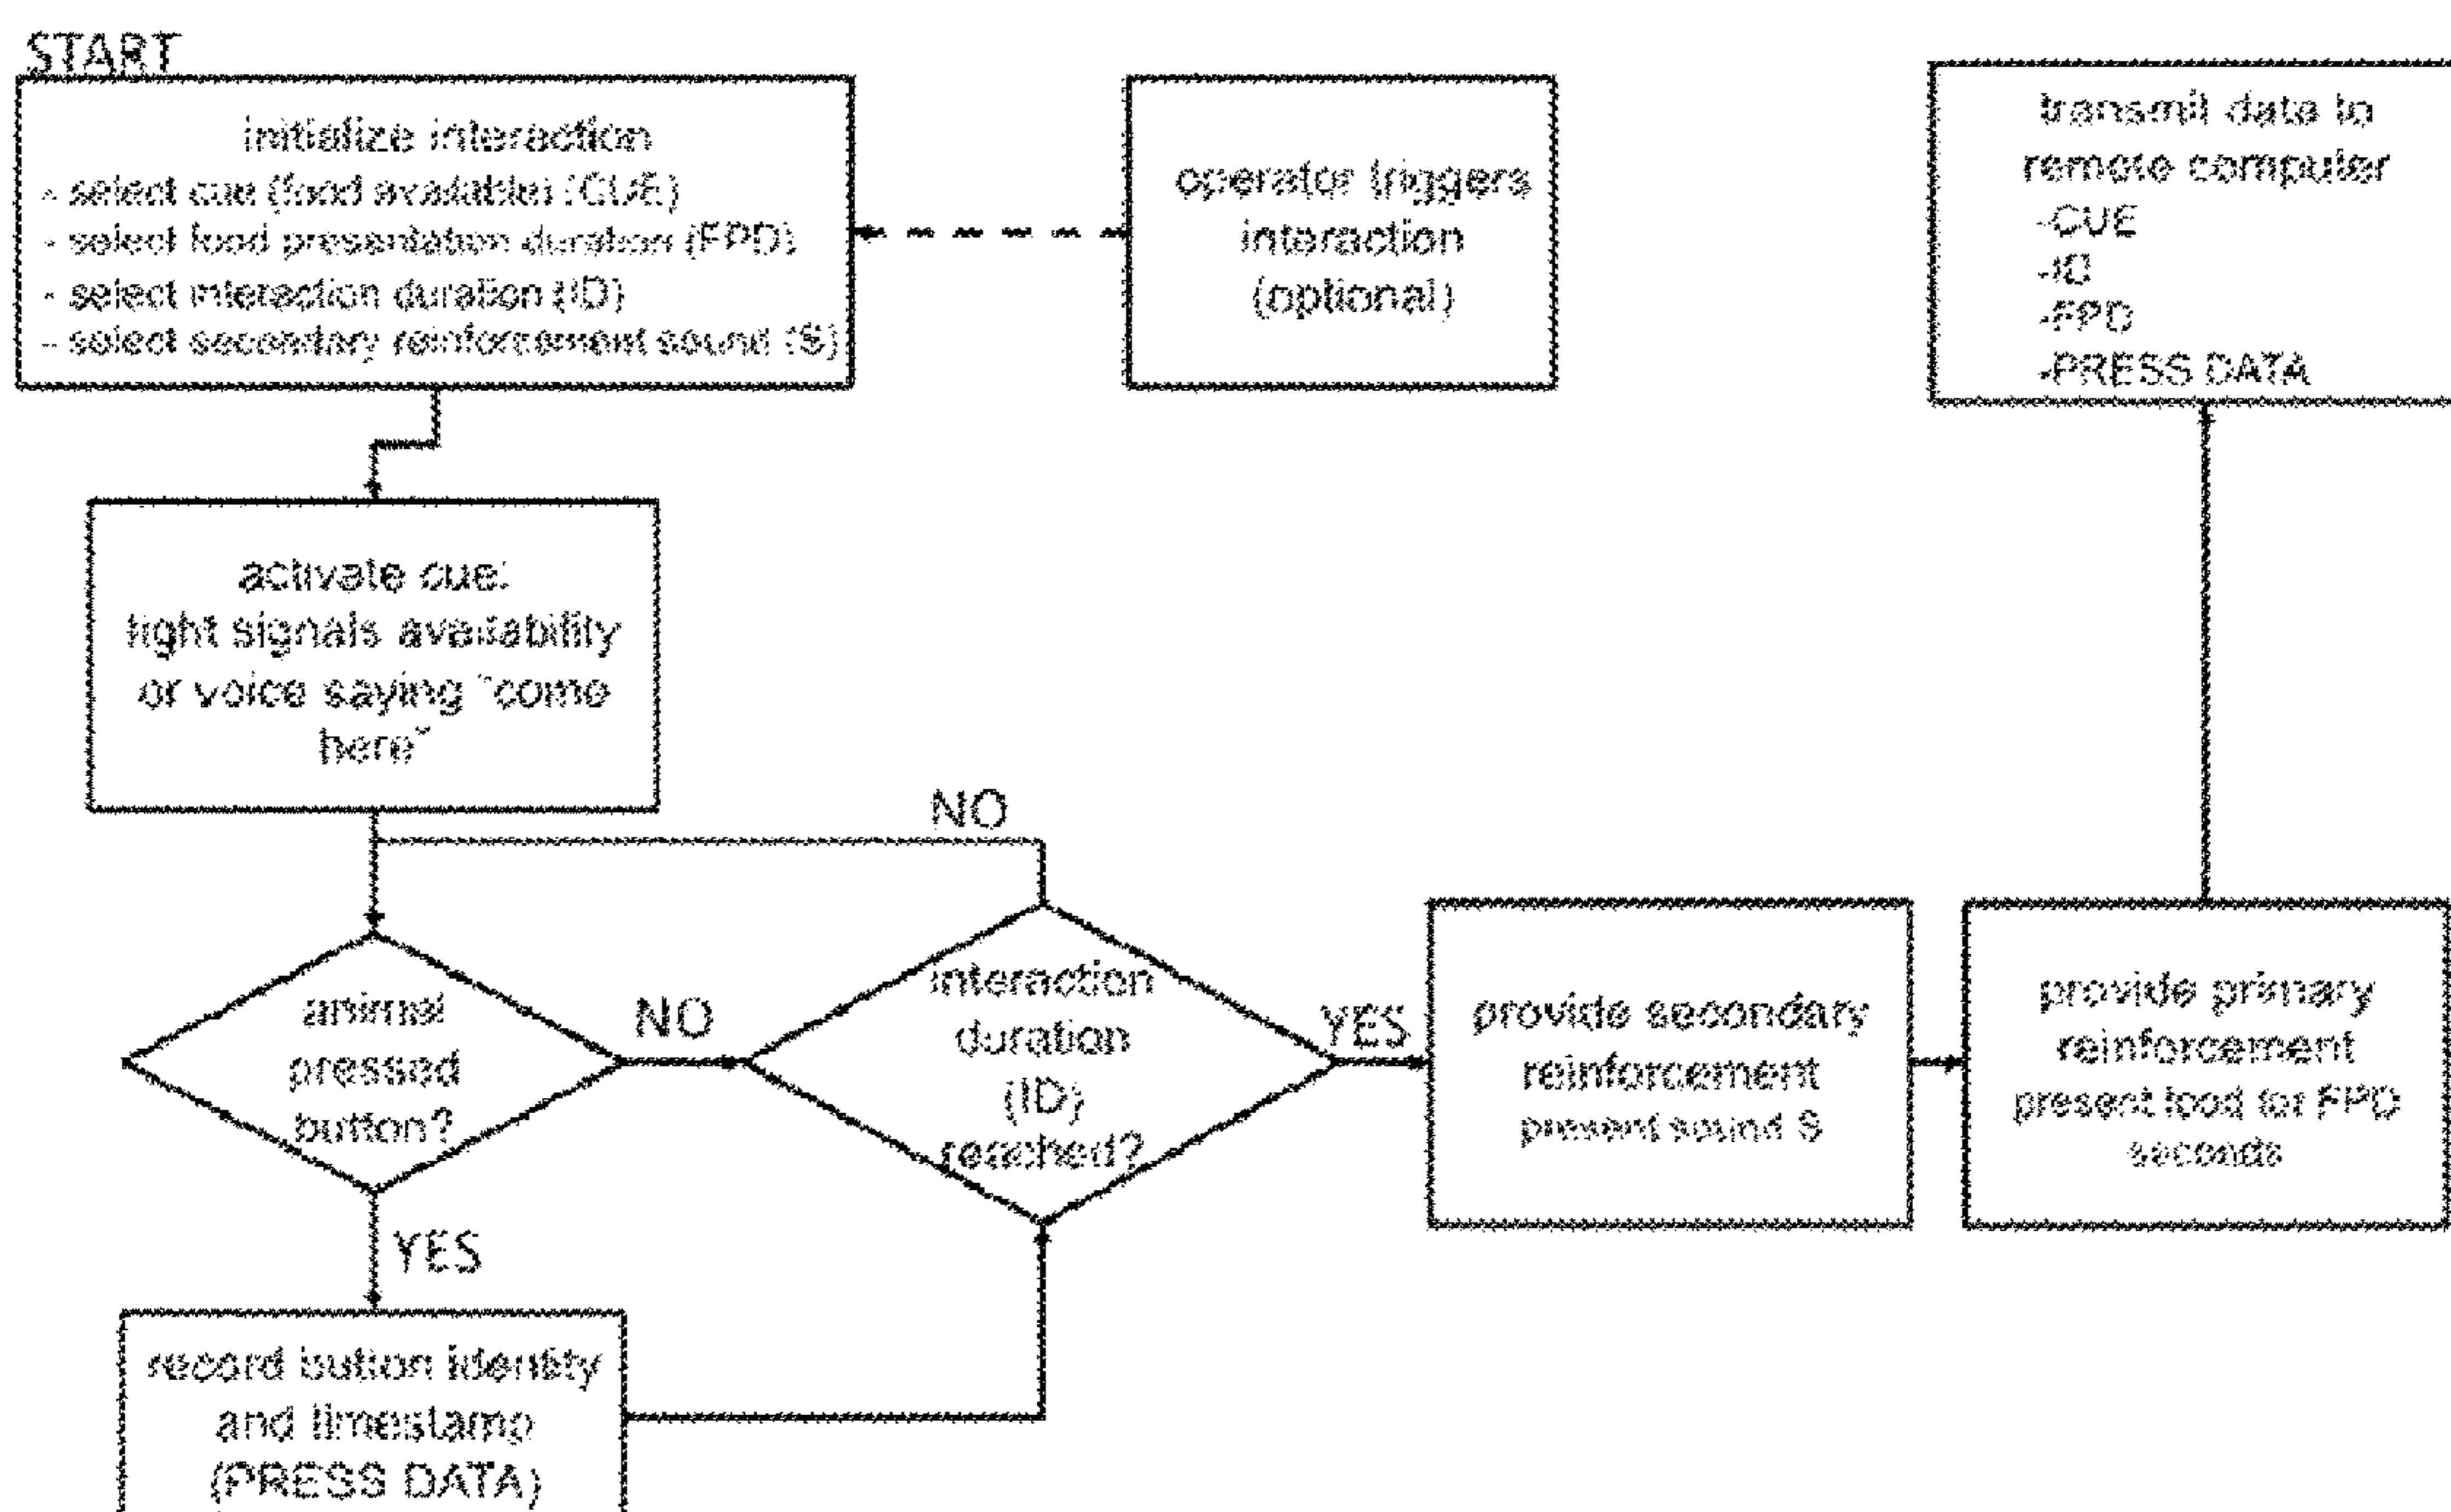 START
initialize interaction
- select cue (food available) (CUE)
- select food presentation duration (FPD)
- select interaction duration (ID)
- select secondary reinforcement sound (S)
operator triggers
interaction
(optional)
transmit data to
remote computer
-CUE
-ID
-FPD
-PRESS DATA
activate cue:
light signals availability
or voice saying "come
here"
NO
animal
pressed
button?
NO
interaction
duration
(ID)
reached?
YES
provide secondary
reinforcement
present sound S
provide primary
reinforcement
present food for FPD
seconds
YES
record button identity
and timestamp
(PRESS DATA)